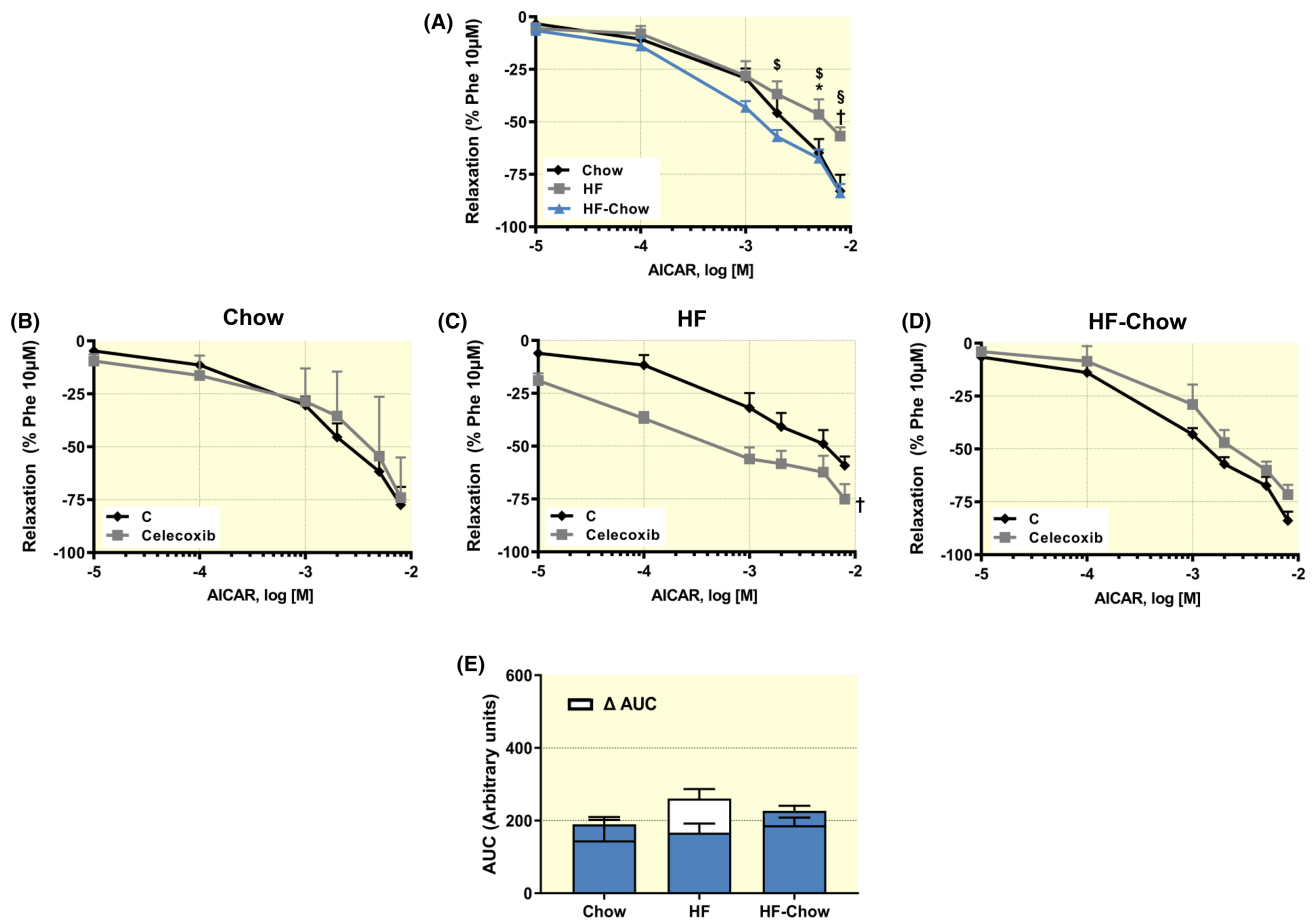 (A)
Relaxation (% Phe 10µM)
0
-25
-50
-75
-100
$
$
*
§
†
Chow
HF
HF-Chow
-5 -4 -3 -2
AICAR, log [M]
(B)
Chow
Relaxation (% Phe 10µM)
0
-25
-50
-75
-100
C
Celecoxib
-5 -4 -3 -2
AICAR, log [M]
(C)
HF
Relaxation (% Phe 10µM)
0
-25
-50
-75
-100
†
C
Celecoxib
-5 -4 -3 -2
AICAR, log [M]
(D)
HF-Chow
Relaxation (% Phe 10µM)
0
-25
-50
-75
-100
C
Celecoxib
-5 -4 -3 -2
AICAR, log [M]
(E)
AUC (Arbitrary units)
600
400
200
0
Δ AUC
Chow HF HF-Chow